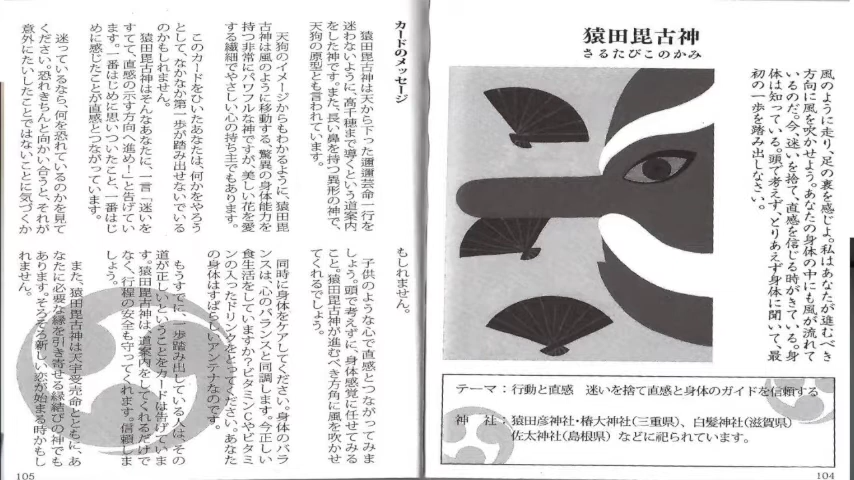 猿田毘古神
さるたびこのかみ
風のように走り、足の裏を感じよ。私はあなたが進むべき
方向に風を吹かせよう。あなたの身体の中にも風が流れて
いるのだ。今、迷いを捨て、直感を信じる時がきている。身
体は知っている。頭で考えず、とりあえず身体に聞いて、最
初の一歩を踏み出しなさい。
テーマ：行動と直感　迷いを捨て直感と身体のガイドを信頼する
神　社：猿田彦神社・椿大神社（三重県）、白髪神社（滋賀県）
佐太神社（島根県）などに祀られています。
104
カードのメッセージ
猿田毘古神は天から下った邇邇芸命一行を
迷わないように、高千穂まで導くという道案内
をした神です。また、長い鼻を持つ異形の神で、
天狗の原型とも言われています。
天狗のイメージからもわかるように、猿田毘
古神は風のように移動する、驚異の身体能力を
持つ非常にパワフルな神ですが、美しい花を愛
する繊細でやさしい心の持ち主でもあります。
このカードをひいたあなたは、何かをやろう
として、なかなか第一歩が踏み出せないでいる
のかもしれません。
猿田毘古神はそんなあなたに、一言「迷いを
すてて、直感の示す方向へ進め！」と告げてい
ます。一番はじめに思いついたこと、一番はじ
めに感じたことが直感とつながっています。
迷っているなら、何を恐れているのかを見て
ください。恐れときちんと向かい合うと、それが
意外にたいしたことではないことに気づくか
もしれません。
子供のような心で直感とつながってみま
しょう。頭で考えずに、身体感覚に任せてみる
こと。猿田毘古神が進むべき方角に風を吹かせ
てくれるでしょう。
同時に身体をケアしてください。身体のバラ
ンスは、心のバランスと同調します。今正しい
食生活をしていますか？ビタミンCやビタミ
ンの入ったドリンクをとってください。あなた
の身体はすばらしいアンテナなのです。
もうすでに、一歩踏み出している人は、その
道が正しいということをカードは告げていま
す。猿田毘古神は、道案内をしてくれるだけで
なく、行程の安全も守ってくれます。信頼しま
しょう。
また、猿田毘古神は天宇受売命とともに、あ
なたに必要な縁を引き寄せる縁結びの神でも
あります。そろそろ新しい恋が始まる時かもし
れません。
105